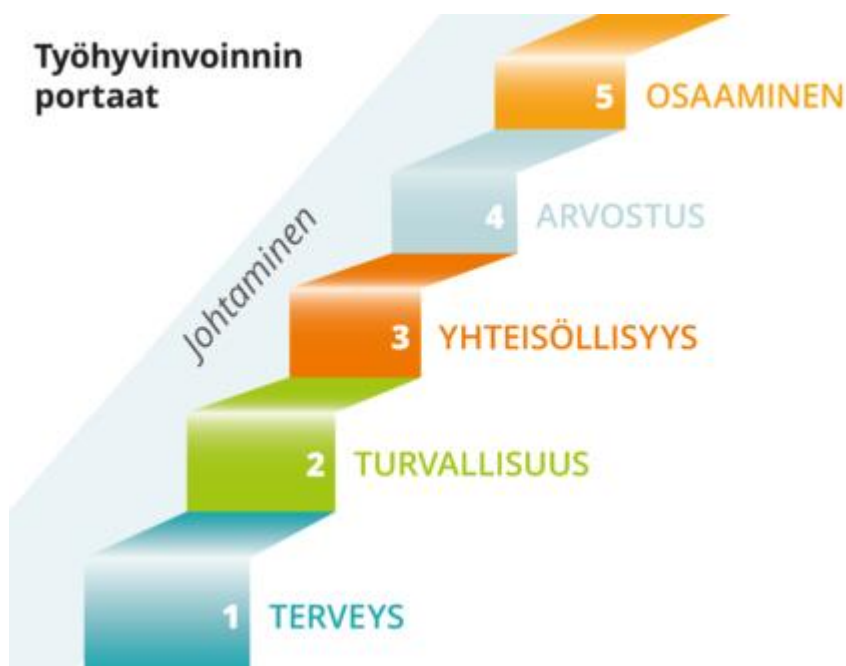 Työhyvinvoinnin
portaat
5 OSAAMINEN
4 ARVOSTUS
Johtaminen
3 YHTEISÖLLISYYS
2 TURVALLISUUS
1 TERVEYS